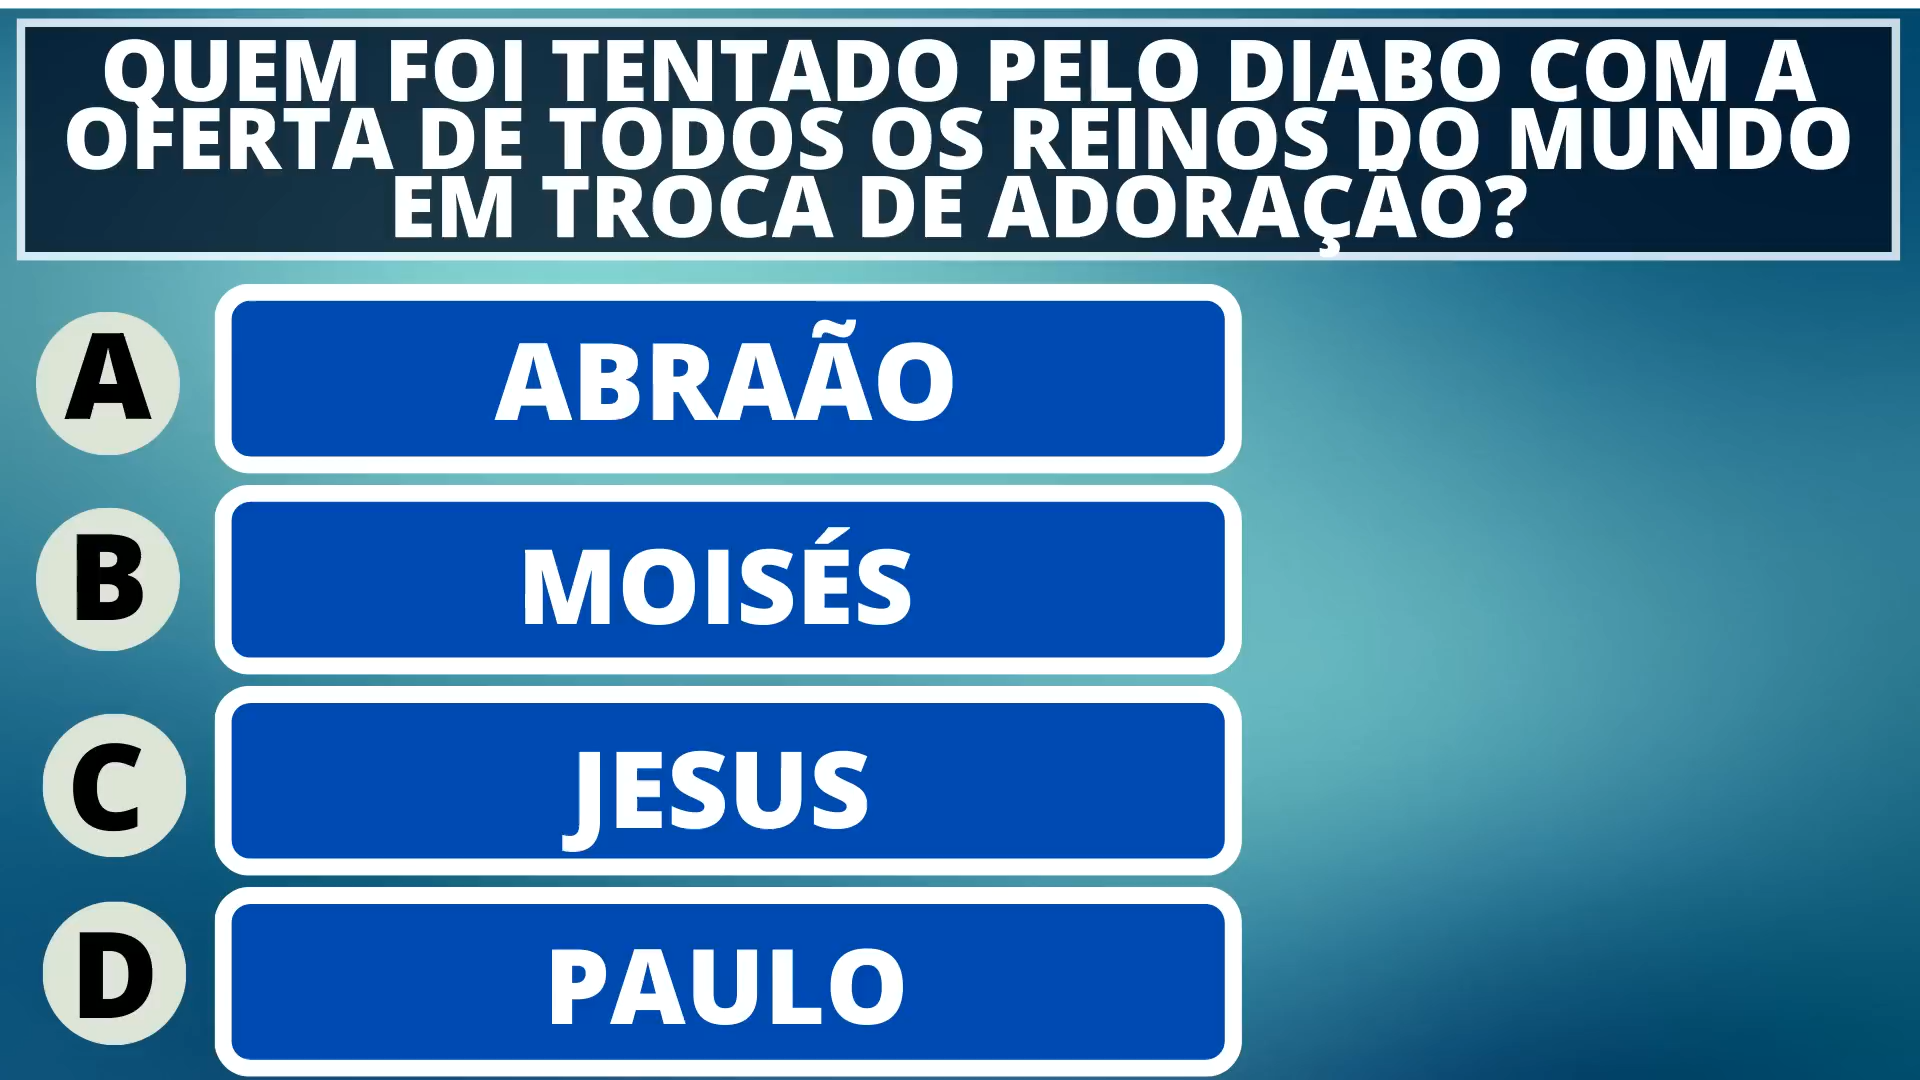 QUEM FOI TENTADO PELO DIABO COM A
OFERTA DE TODOS OS REINOS DO MUNDO
EM TROCA DE ADORAÇÃO?
A ABRAÃO
B MOISÉS
C JESUS
D PAULO